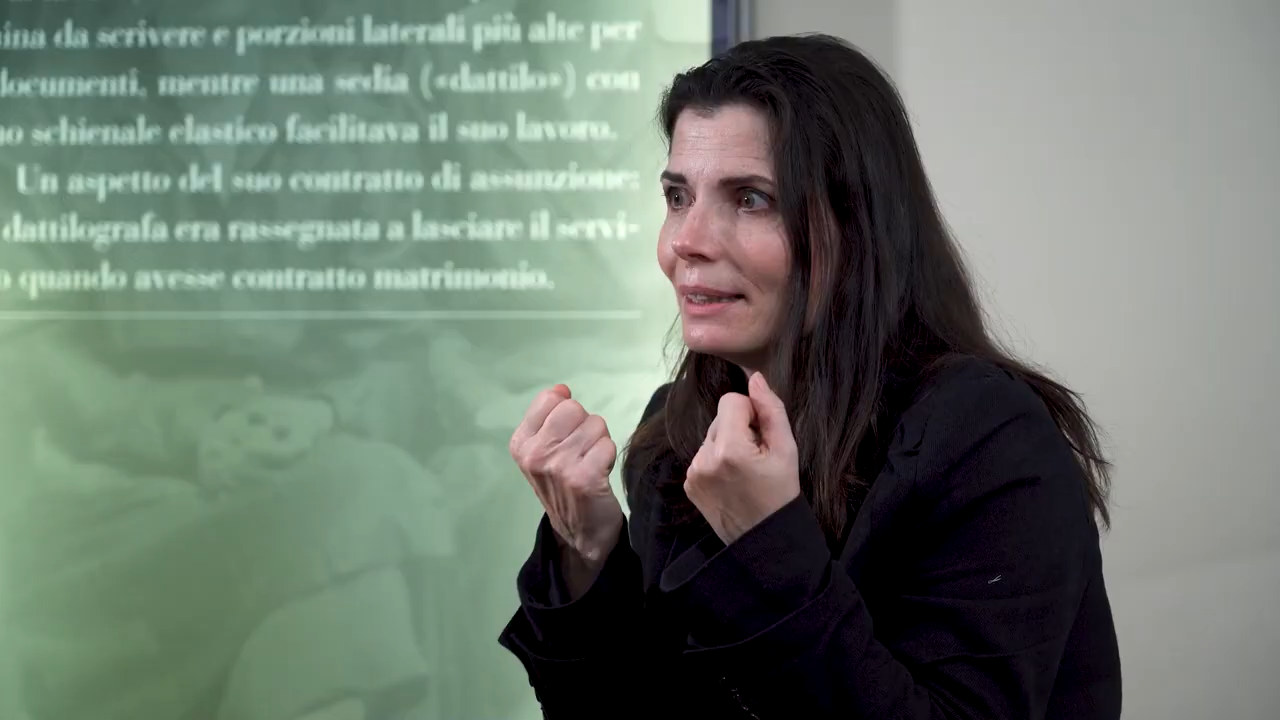 da scrivere e porzioni laterali più alte per
documenti, mentre una sedia («dattilo») con
schienale elastico facilitava il suo lavoro.
Un aspetto del suo contratto di assunzione:
dattilografa era rassegnata a lasciare il servi-
quando avesse contratto matrimonio.